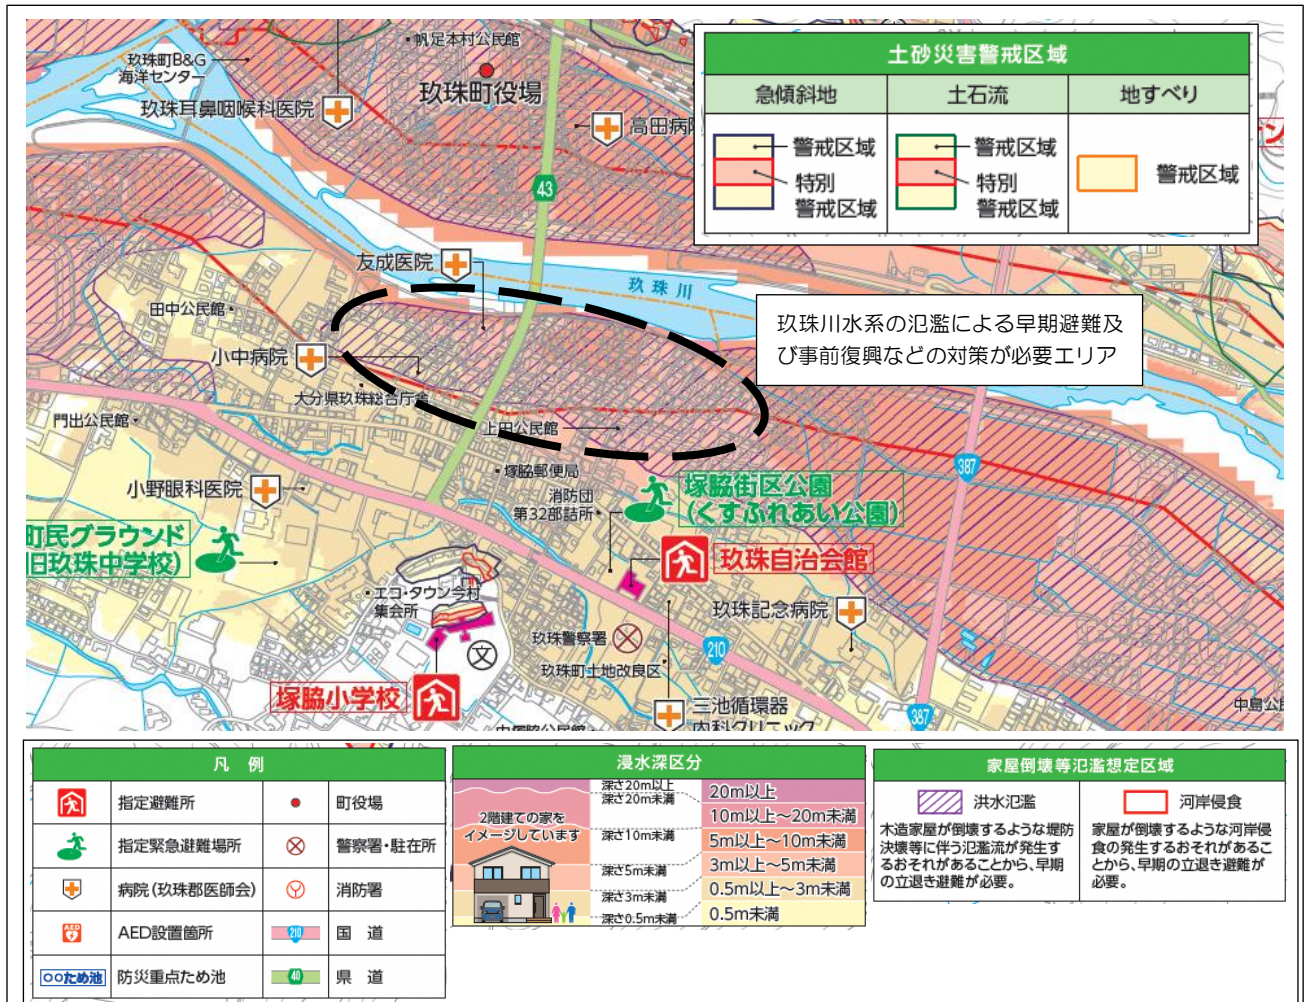 帆足本村公民館
玖珠町B&G
海洋センター
玖珠町役場
玖珠耳鼻咽喉科医院
高田病
43
土砂災害警戒区域
急傾斜地
土石流
地すべり
警戒区域
特別
警戒区域
警戒区域
特別
警戒区域
警戒区域
友成医院
玖珠川
田中公民館
小中病院
大分県玖珠総合庁舎
玖珠川水系の氾濫による早期避難及
び事前復興などの対策が必要エリア
門出公民館
上田公民館
塚脇郵便局
387
小野眼科医院
消防団
第32部詰所
塚脇街区公園
(くすふれあい公園)
町民グラウンド
旧玖珠中学校)
玖珠自治会館
エコ・タウン今村
集会所
玖珠記念病院
玖珠警察署
文
210
玖珠町土地改良区
塚脇小学校
三池循環器
内科クリニック
387
中塚脇公民館
中島公民
凡 例
指定避難所
町役場
指定緊急避難場所
警察署・駐在所
病院(玖珠郡医師会)
消防署
AED
AED設置箇所
210
国 道
○○ため池
防災重点ため池
40
県 道
浸水深区分
2階建ての家を
イメージしています
深さ20m以上
深さ20m未満
深さ10m未満
深さ5m未満
深さ3m未満
深さ0.5m未満
20m以上
10m以上~20m未満
5m以上~10m未満
3m以上~5m未満
0.5m以上~3m未満
0.5m未満
家屋倒壊等氾濫想定区域
洪水氾濫
木造家屋が倒壊するような堤防
決壊等に伴う氾濫流が発生す
るおそれがあることから、早期
の立退き避難が必要。
河岸侵食
家屋が倒壊するような河岸侵
食の発生するおそれがあるこ
とから、早期の立退き避難が
必要。